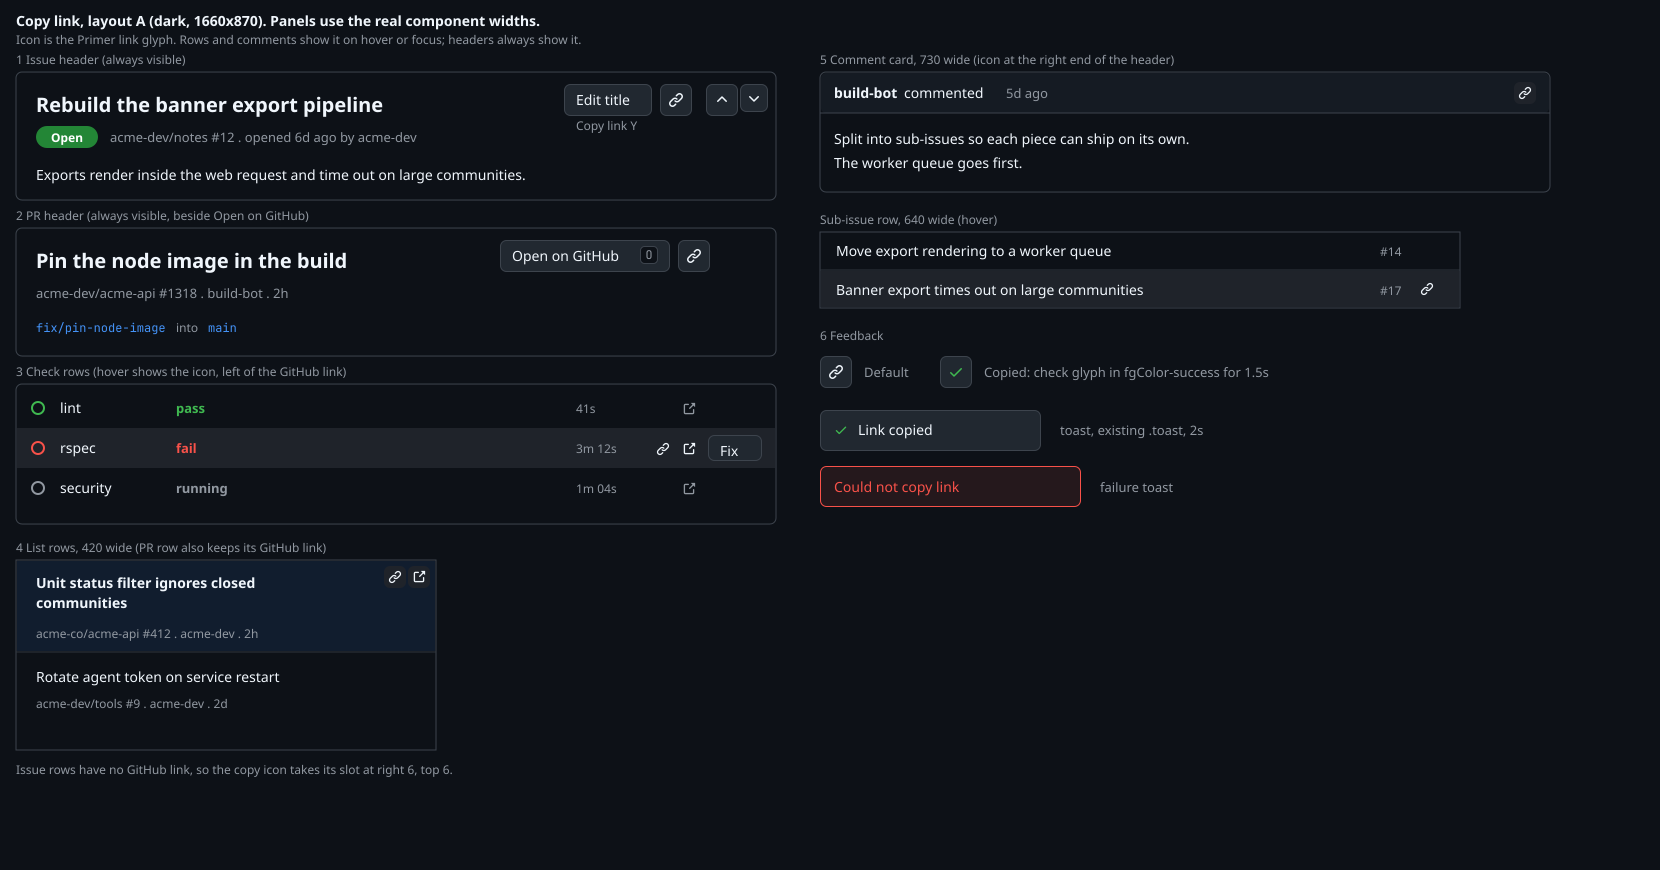 Copy link, layout A (dark, 1660x870). Panels use the real component widths.
Icon is the Primer link glyph. Rows and comments show it on hover or focus; headers always show it.
1 Issue header (always visible)
Rebuild the banner export pipeline
Edit title
Copy link Y
Open
acme-dev/notes #12 . opened 6d ago by acme-dev
Exports render inside the web request and time out on large communities.
2 PR header (always visible, beside Open on GitHub)
Pin the node image in the build
Open on GitHub 0
acme-dev/acme-api #1318 . build-bot . 2h
fix/pin-node-image into main
3 Check rows (hover shows the icon, left of the GitHub link)
lint pass 41s
rspec fail 3m 12s Fix
security running 1m 04s
4 List rows, 420 wide (PR row also keeps its GitHub link)
Unit status filter ignores closed
communities
acme-co/acme-api #412 . acme-dev . 2h
Rotate agent token on service restart
acme-dev/tools #9 . acme-dev . 2d
Issue rows have no GitHub link, so the copy icon takes its slot at right 6, top 6.
5 Comment card, 730 wide (icon at the right end of the header)
build-bot commented 5d ago
Split into sub-issues so each piece can ship on its own.
The worker queue goes first.
Sub-issue row, 640 wide (hover)
Move export rendering to a worker queue #14
Banner export times out on large communities #17
6 Feedback
Default
Copied: check glyph in fgColor-success for 1.5s
Link copied
toast, existing .toast, 2s
Could not copy link
failure toast